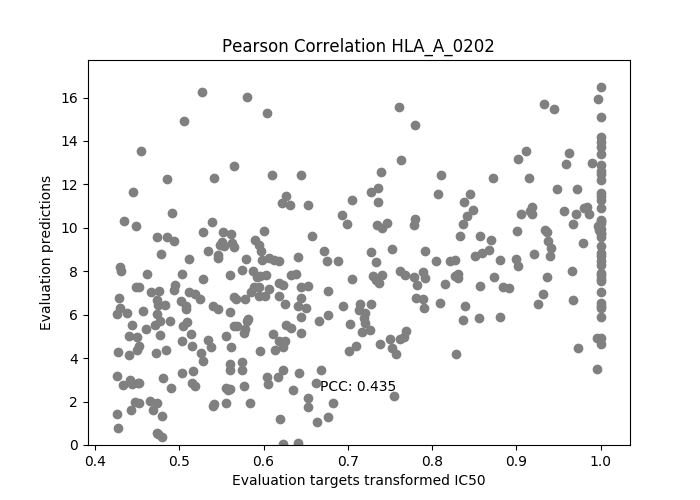 Pearson Correlation HLA_A_0202
16
14
12
10
8
6
4
2
0
Evaluation predictions
PCC: 0.435
0.4 0.5 0.6 0.7 0.8 0.9 1.0
Evaluation targets transformed IC50